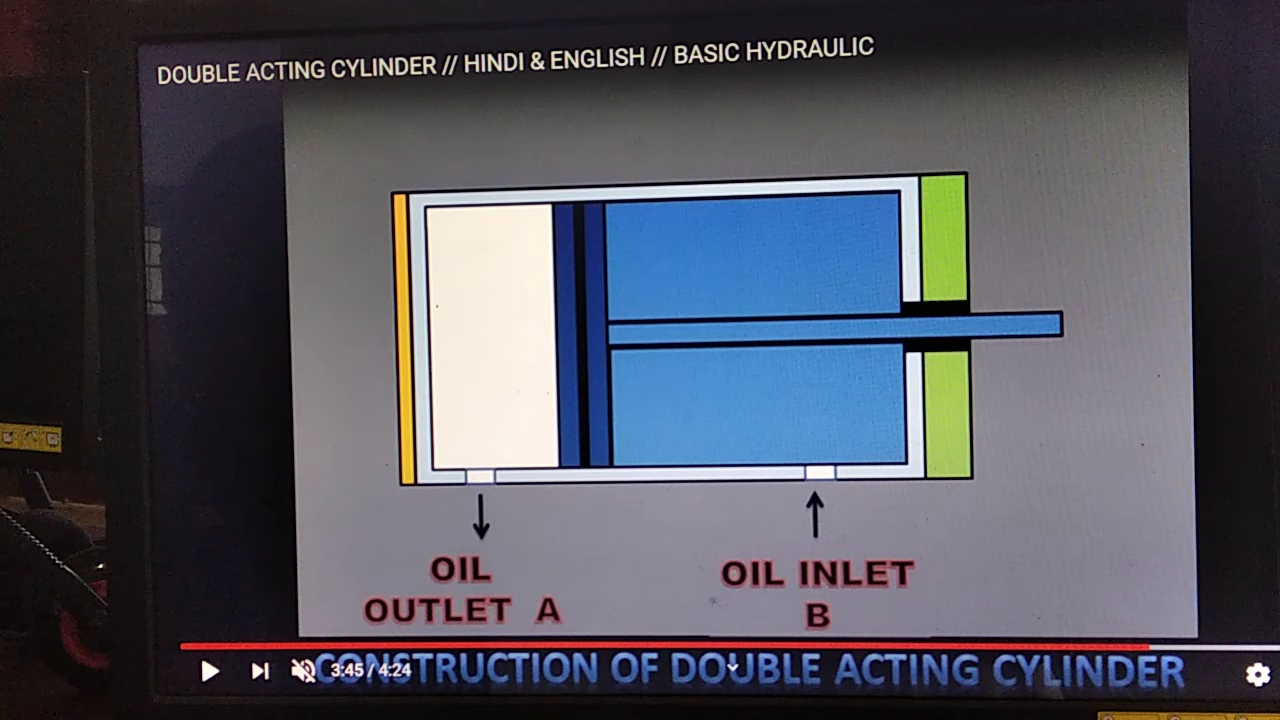 DOUBLE ACTING CYLINDER // HINDI & ENGLISH // BASIC HYDRAULIC
OIL
OUTLET A
OIL INLET
B
3:45 / 4:24
CONSTRUCTION OF DOUBLE ACTING CYLINDER